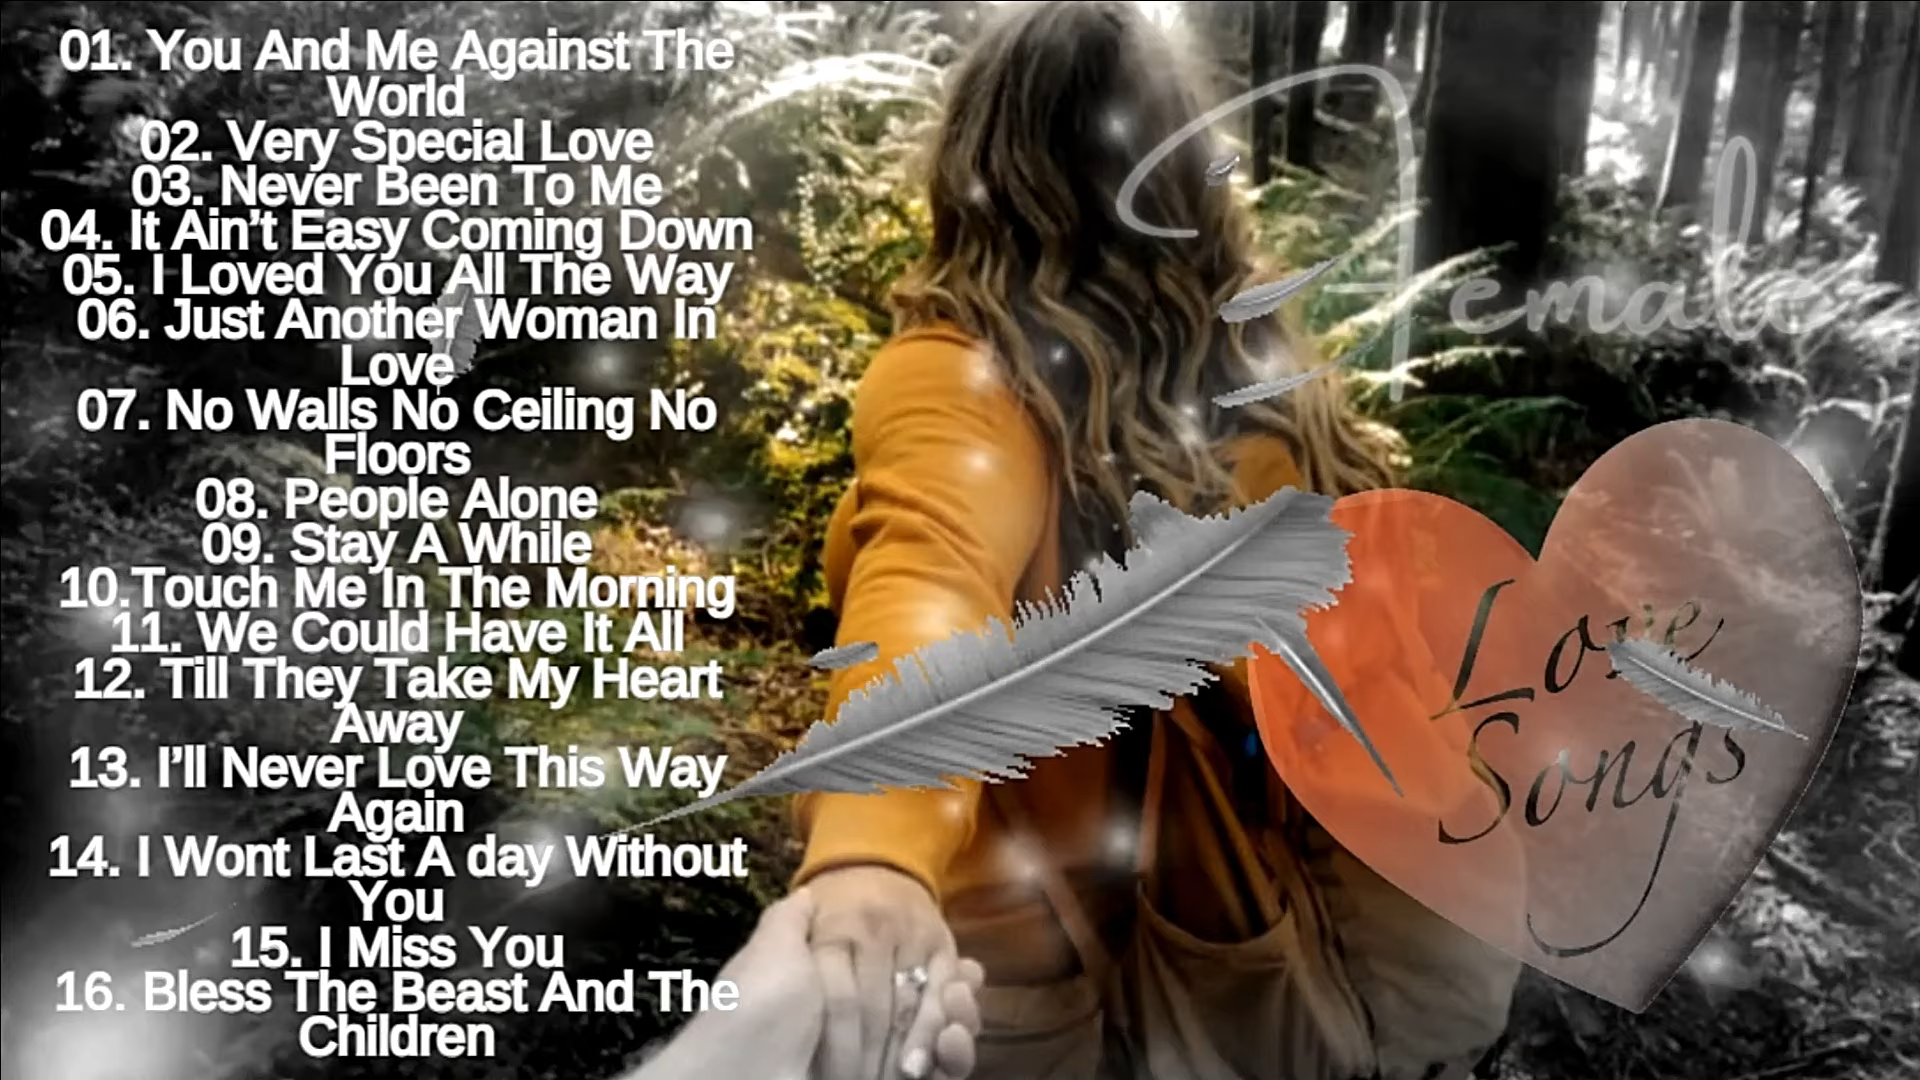 01. You And Me Against The
World
02. Very Special Love
03. Never Been To Me
04. It Ain’t Easy Coming Down
05. I Loved You All The Way
06. Just Another Woman In
Love
07. No Walls No Ceiling No
Floors
08. People Alone
09. Stay A While
10.Touch Me In The Morning
11. We Could Have It All
12. Till They Take My Heart
Away
13. I’ll Never Love This Way
Again
14. I Wont Last A day Without
You
15. I Miss You
16. Bless The Beast And The
Children
Female
Love
Songs